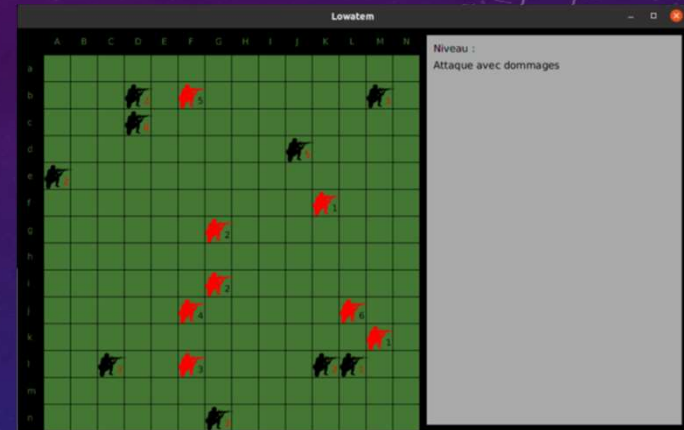 Lowatem
A B C D E F G H I J K L M N
Niveau :
Attaque avec dommages
a
b 5
c
d
e
f 1
g 2
h
i 2
j 4 6
k 1
l 3
m
n